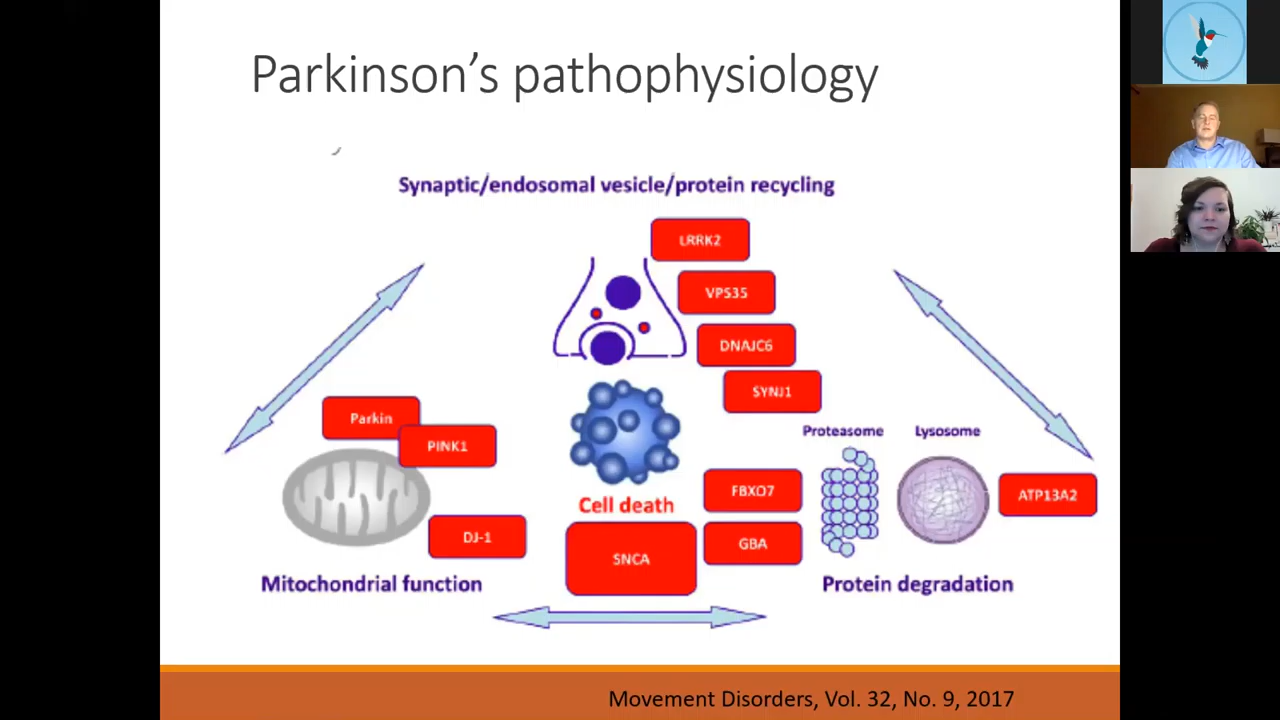 Parkinson's pathophysiology
Synaptic/endosomal vesicle/protein recycling
LRRK2
VPS35
DNAJC6
SYNJ1
Parkin
PINK1
Proteasome
Lysosome
Cell death
FBXO7
ATP13A2
DJ-1
SNCA
GBA
Mitochondrial function
Protein degradation
Movement Disorders, Vol. 32, No. 9, 2017